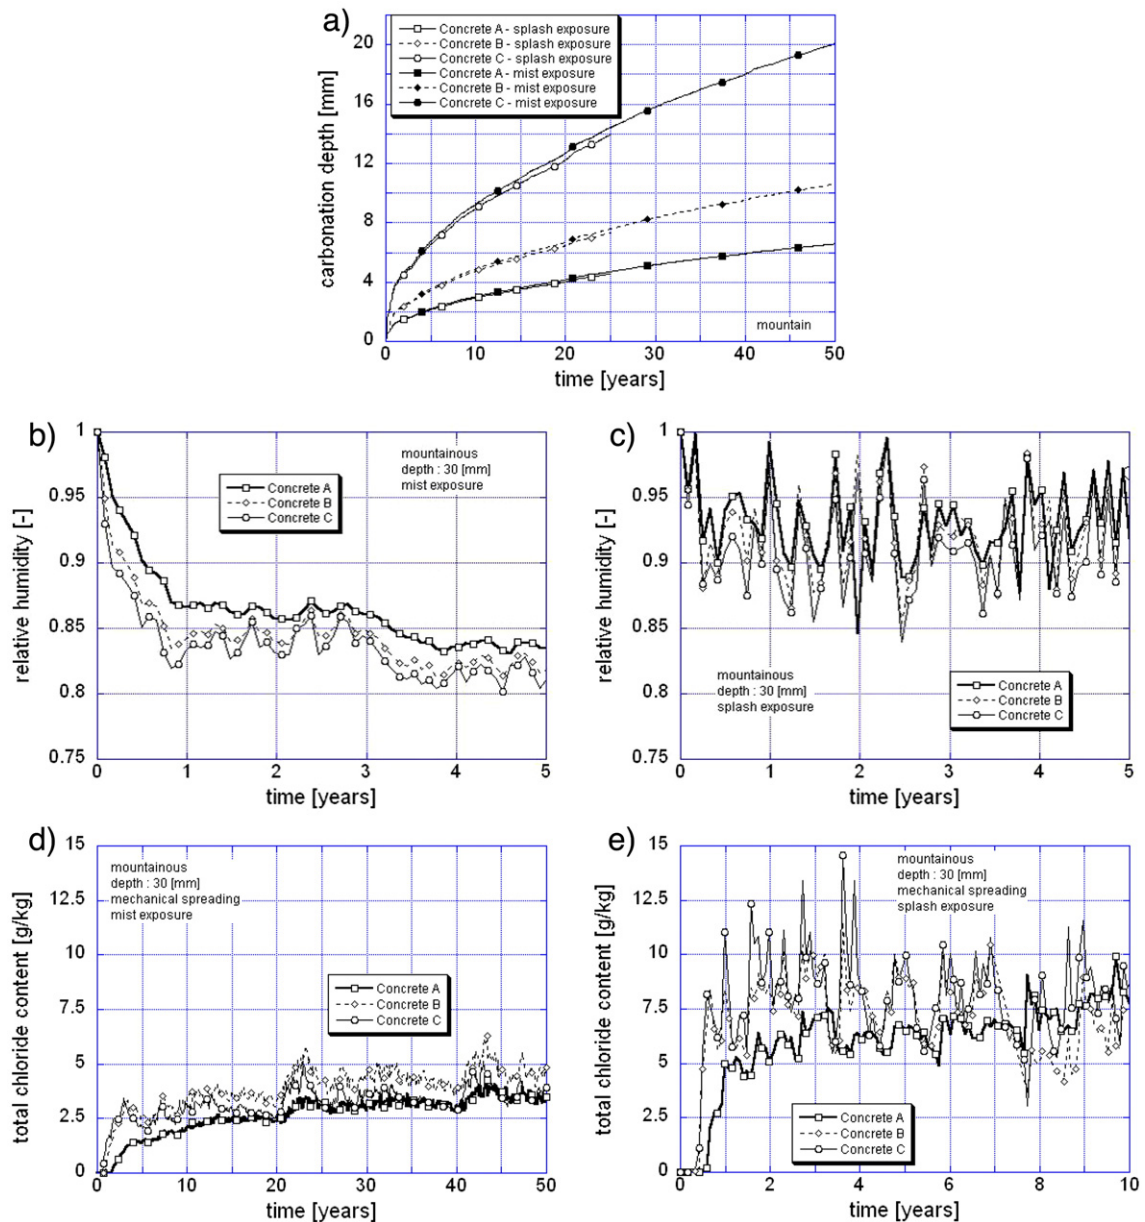 a)
Concrete A - splash exposure
Concrete B - splash exposure
Concrete C - splash exposure
Concrete A - mist exposure
Concrete B - mist exposure
Concrete C - mist exposure
20
16
12
8
4
0
carbonation depth [mm]
mountain
0 10 20 30 40 50
time [years]
b)
1
0.95
0.9
0.85
0.8
0.75
relative humidity [-]
mountainous
depth : 30 [mm]
mist exposure
Concrete A
Concrete B
Concrete C
0 1 2 3 4 5
time [years]
c)
1
0.95
0.9
0.85
0.8
0.75
relative humidity [-]
mountainous
depth : 30 [mm]
splash exposure
Concrete A
Concrete B
Concrete C
0 1 2 3 4 5
time [years]
d)
15
12.5
10
7.5
5
2.5
0
total chloride content [g/kg]
mountainous
depth : 30 [mm]
mechanical spreading
mist exposure
Concrete A
Concrete B
Concrete C
0 10 20 30 40 50
time [years]
e)
15
12.5
10
7.5
5
2.5
0
total chloride content [g/kg]
mountainous
depth : 30 [mm]
mechanical spreading
splash exposure
Concrete A
Concrete B
Concrete C
0 2 4 6 8 10
time [years]